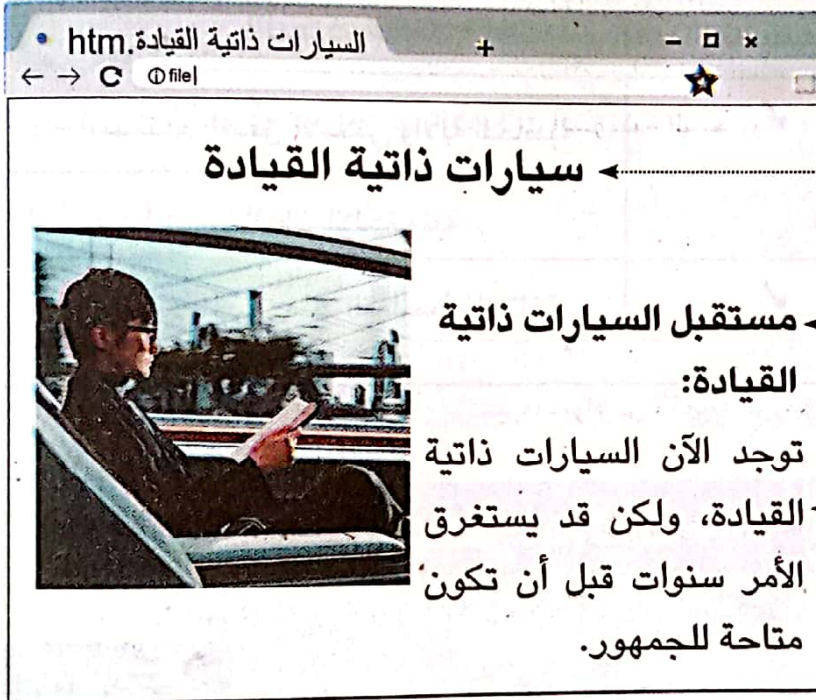 السيارات ذاتية القيادة.htm
file|
سيارات ذاتية القيادة
مستقبل السيارات ذاتية
القيادة:
توجد الآن السيارات ذاتية
القيادة، ولكن قد يستغرق
الأمر سنوات قبل أن تكون
متاحة للجمهور.